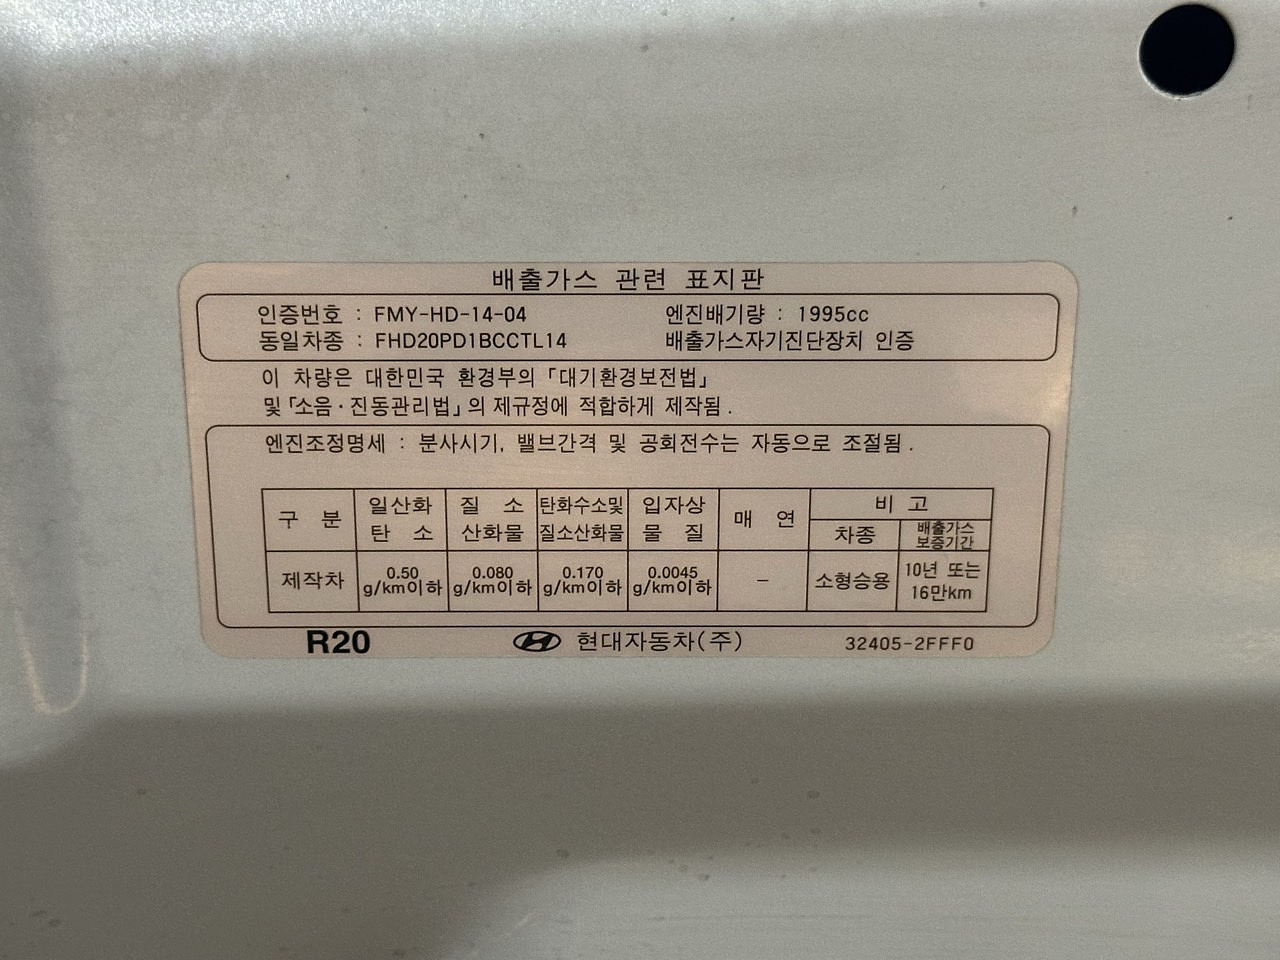 배출가스 관련 표지판
인증번호 : FMY-HD-14-04 엔진배기량 : 1995cc
동일차종 : FHD20PD1BCCTL14 배출가스자기진단장치 인증
이 차량은 대한민국 환경부의 「대기환경보전법」
및 「소음·진동관리법」의 제규정에 적합하게 제작됨.
엔진조정명세 : 분사시기, 밸브간격 및 공회전수는 자동으로 조절됨.
구 분 일산화탄 소 질 소산화물 탄화수소및질소산화물 입자상물 질 매 연 비 고
차종 배출가스보증기간
제작차 0.50g/km이하 0.080g/km이하 0.170g/km이하 0.0045g/km이하 – 소형승용 10년 또는16만km
R20 현대자동차(주) 32405-2FFF0